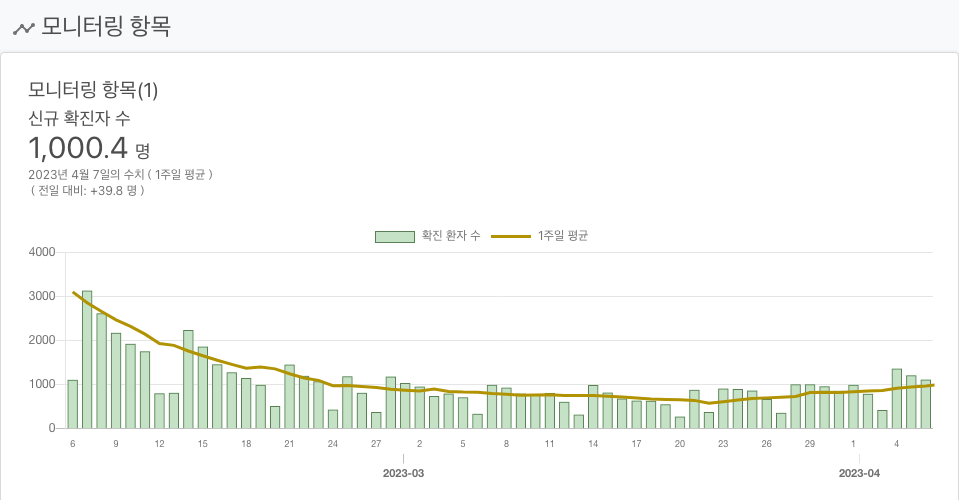 모니터링 항목
모니터링 항목(1)
신규 확진자 수
1,000.4 명
2023년 4월 7일의 수치 ( 1주일 평균 )
( 전일 대비: +39.8 명 )
확진 환자 수 1주일 평균
4000
3000
2000
1000
0
6 9 12 15 18 21 24 27 2 5 8 11 14 17 20 23 26 29 1 4
2023-03 2023-04